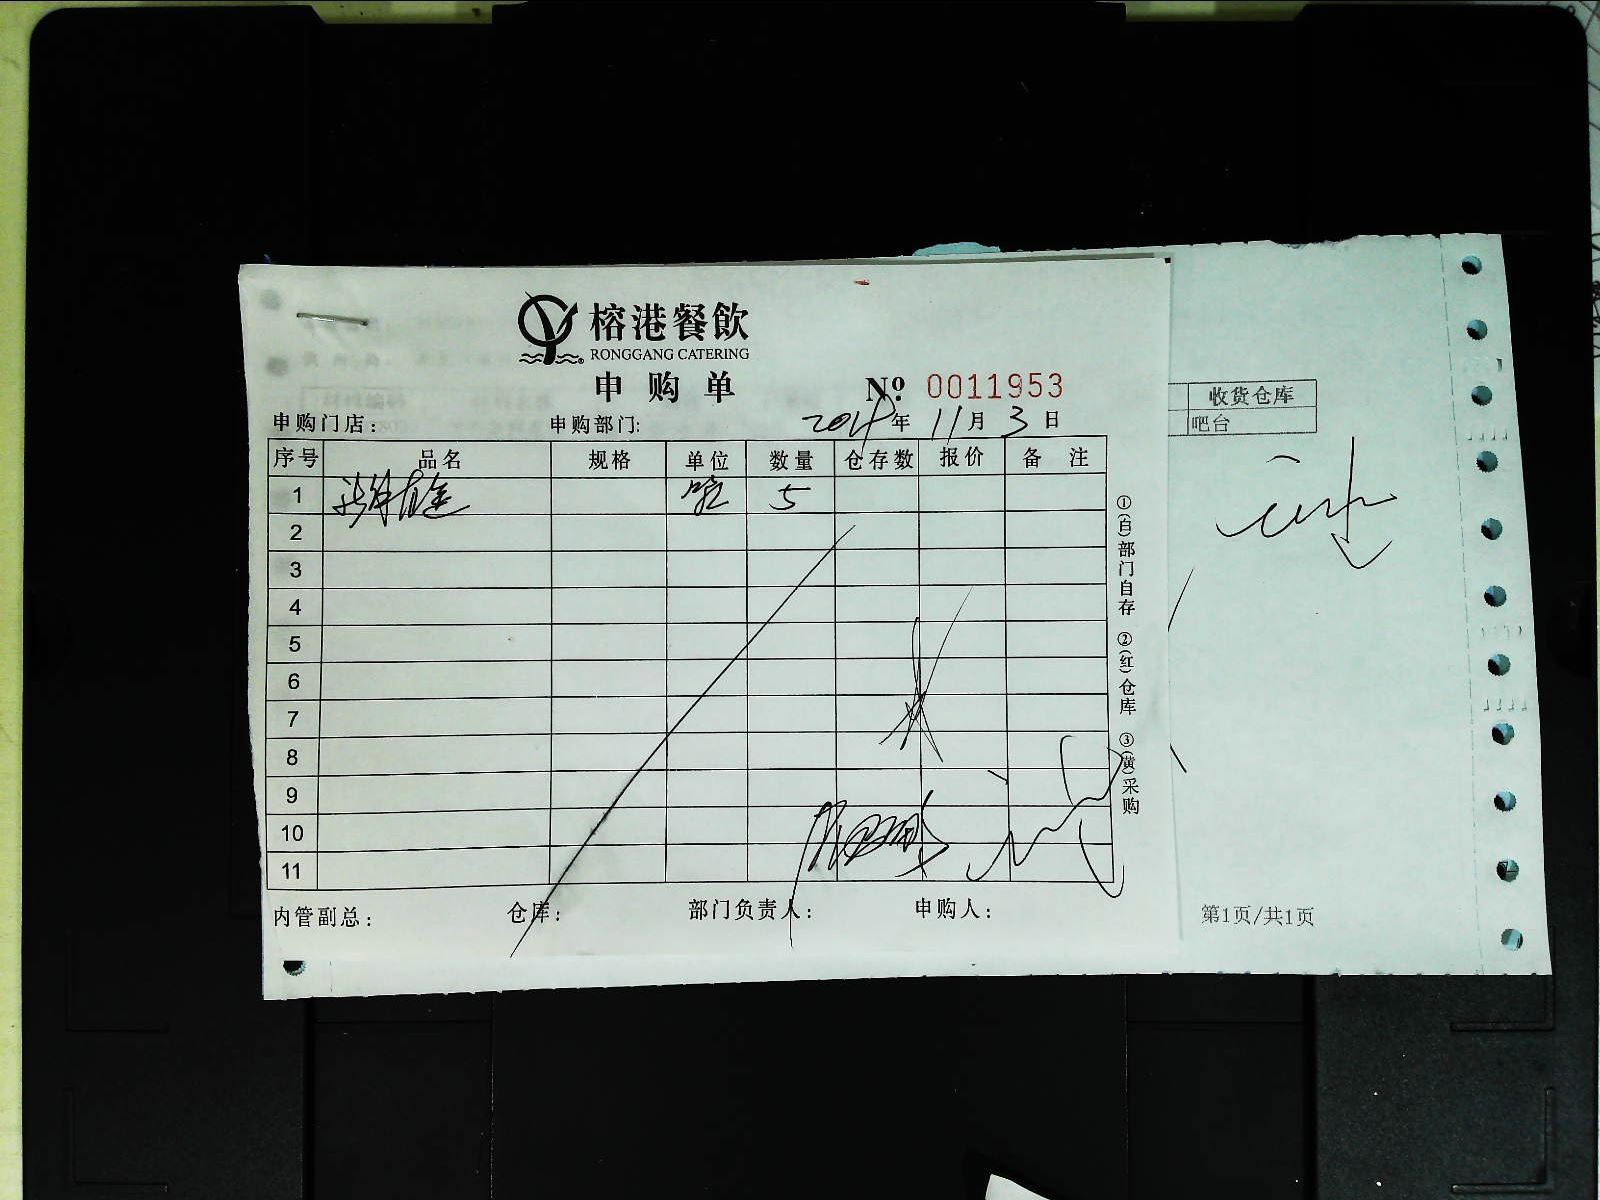 榕港餐飲
RONGGANG CATERING
申购单 Nº: 0011953
申购门店: 申购部门: 年 11月 3日
序号 品名 规格 单位 数量 仓存数 报价 备注
1 5
2
3
4
5
6
7
8
9
10
11
内管副总: 仓库: 部门负责人: 申购人:
①(白)部门自存 ②(红)仓库 ③(黄)采购
收货仓库
吧台
第1页/共1页